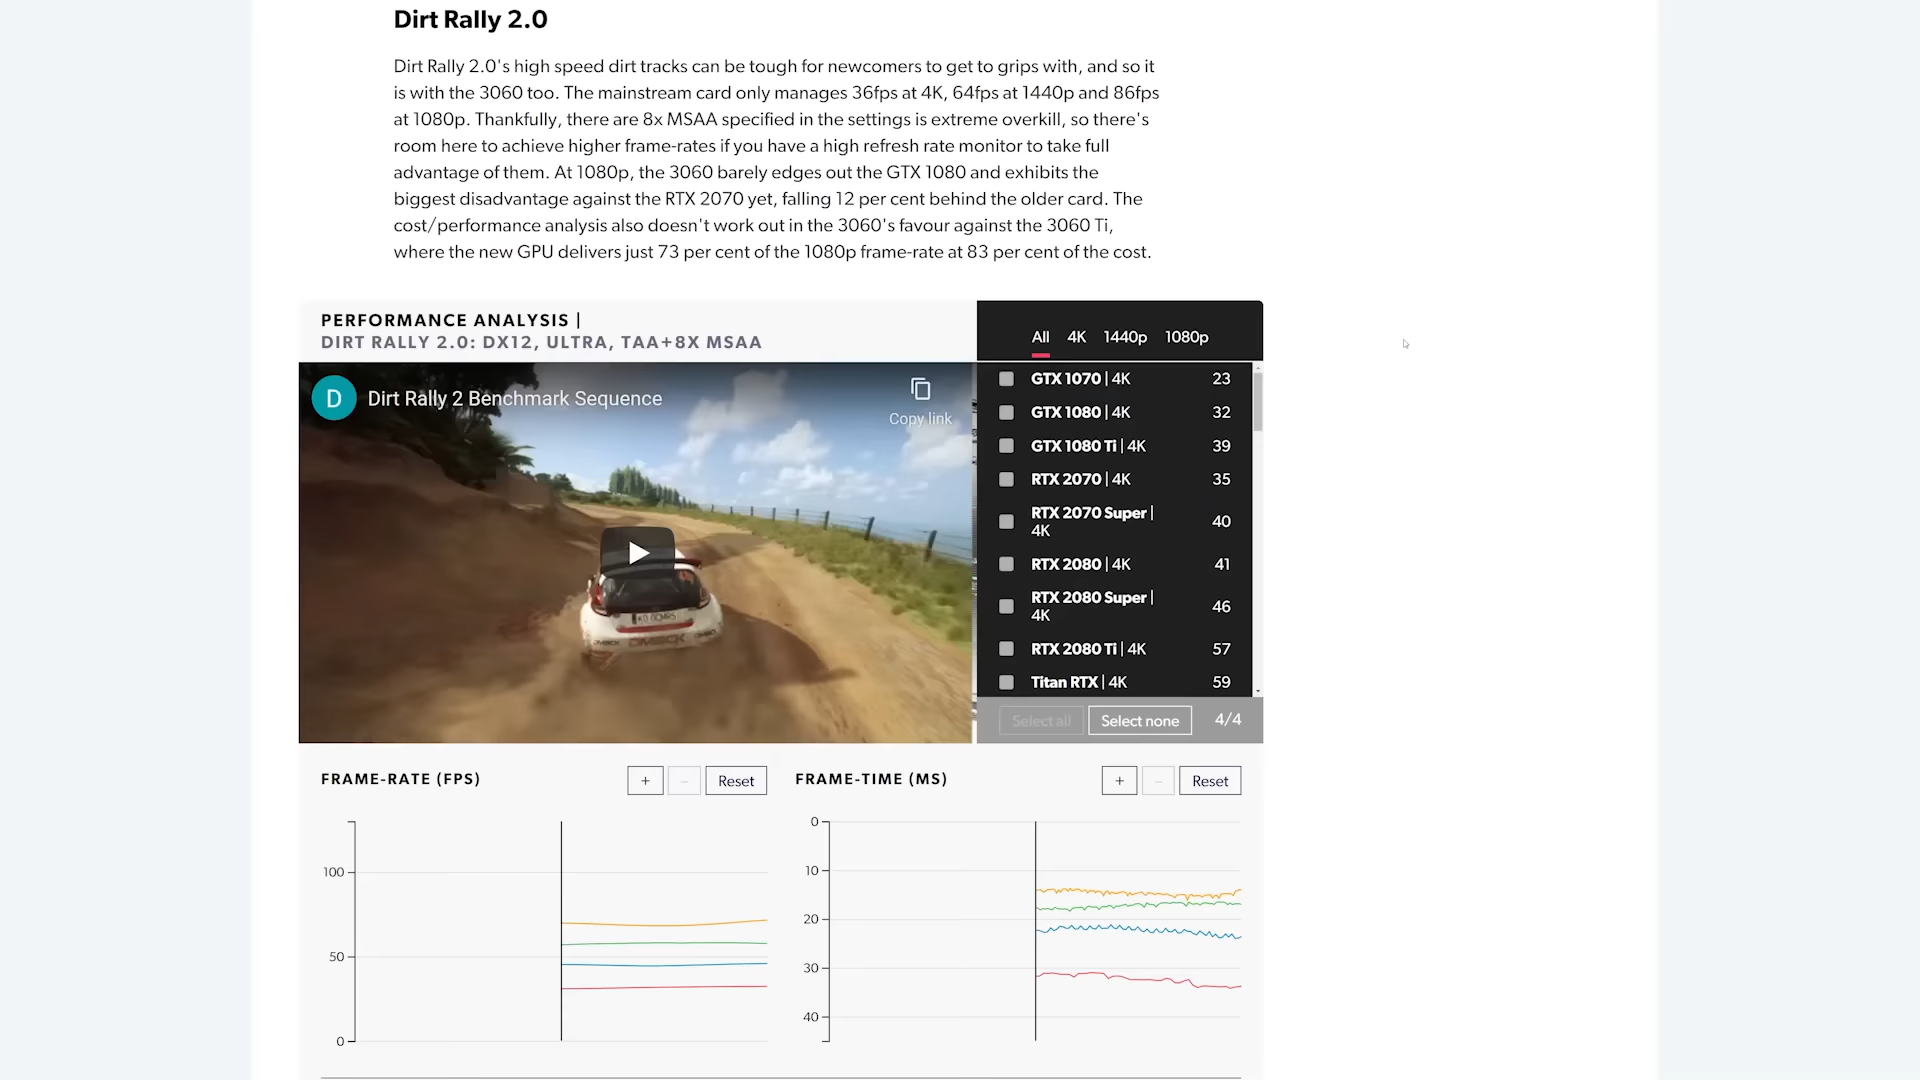 Dirt Rally 2.0
Dirt Rally 2.0's high speed dirt tracks can be tough for newcomers to get to grips with, and so it
is with the 3060 too. The mainstream card only manages 36fps at 4K, 64fps at 1440p and 86fps
at 1080p. Thankfully, there are 8x MSAA specified in the settings is extreme overkill, so there's
room here to achieve higher frame-rates if you have a high refresh rate monitor to take full
advantage of them. At 1080p, the 3060 barely edges out the GTX 1080 and exhibits the
biggest disadvantage against the RTX 2070 yet, falling 12 per cent behind the older card. The
cost/performance analysis also doesn't work out in the 3060's favour against the 3060 Ti,
where the new GPU delivers just 73 per cent of the 1080p frame-rate at 83 per cent of the cost.
PERFORMANCE ANALYSIS |
DIRT RALLY 2.0: DX12, ULTRA, TAA+8X MSAA
All 4K 1440p 1080p
D Dirt Rally 2 Benchmark Sequence
Copy link
GTX 1070 | 4K 23
GTX 1080 | 4K 32
GTX 1080 Ti | 4K 39
RTX 2070 | 4K 35
RTX 2070 Super |
4K 40
RTX 2080 | 4K 41
RTX 2080 Super |
4K 46
RTX 2080 Ti | 4K 57
Titan RTX | 4K 59
Select all Select none 4/4
FRAME-RATE (FPS) + − Reset
100
50
0
FRAME-TIME (MS) + − Reset
0
10
20
30
40